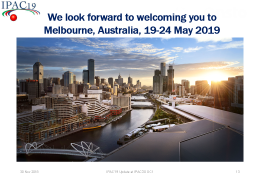 IPAC19
We look forward to welcoming you to
Melbourne, Australia, 19-24 May 2019